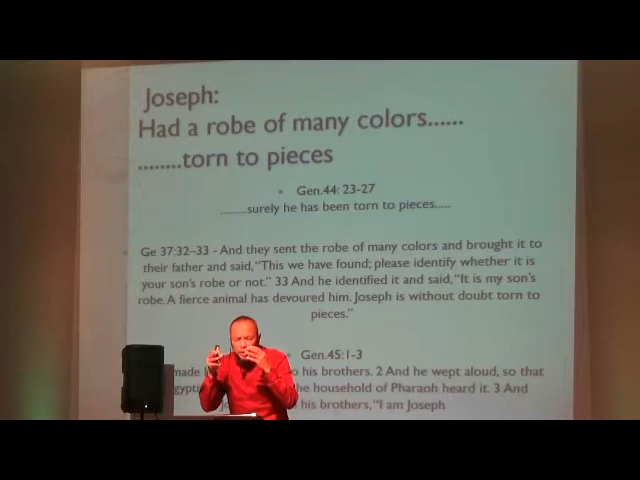 Joseph:
Had a robe of many colors......
........torn to pieces
• Gen.44: 23-27
.........surely he has been torn to pieces.....
• Ge 37:32–33 - And they sent the robe of many colors and brought it to
their father and said, “This we have found; please identify whether it is
your son’s robe or not.” 33 And he identified it and said, “It is my son’s
robe. A fierce animal has devoured him. Joseph is without doubt torn to
pieces.”
• Gen.45:1-3
made his brothers. 2 And he wept aloud, so that
the household of Pharaoh heard it. 3 And
his brothers, “I am Joseph